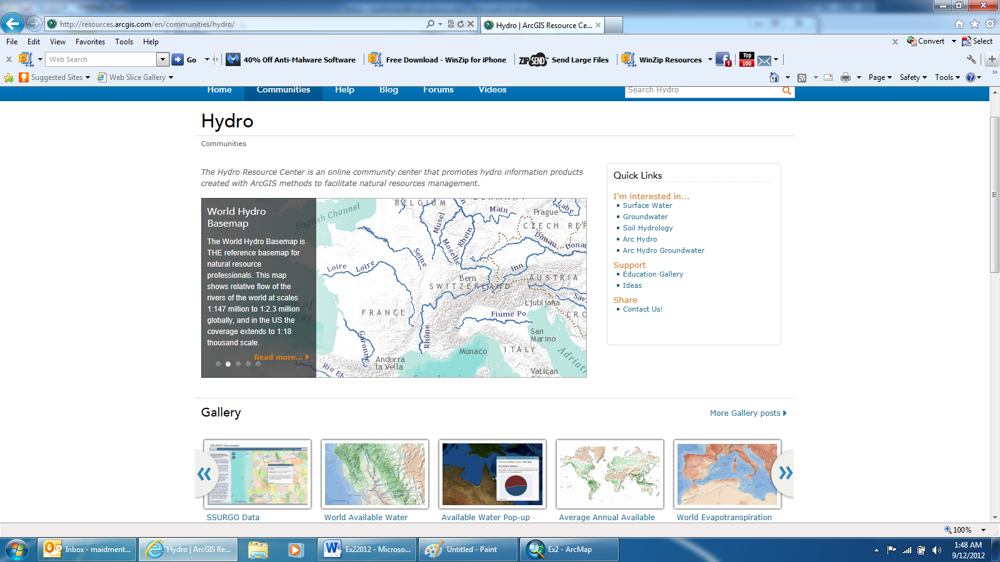 http://resources.arcgis.com/en/communities/hydro/
Hydro | ArcGIS Resource Ce...
File Edit View Favorites Tools Help
Convert Select
Web Search Go 40% Off Anti-Malware Software Free Download - WinZip for iPhone ZIP SEND Send Large Files WinZip Resources 1 Top 100
Suggested Sites Web Slice Gallery Page Safety Tools
Home Communities Help Blog Forums Videos Search Hydro
Hydro
Communities
The Hydro Resource Center is an online community center that promotes hydro information products
created with ArcGIS methods to facilitate natural resources management.
World Hydro
Basemap
The World Hydro Basemap is
THE reference basemap for
natural resource
professionals. This map
shows relative flow of the
rivers of the world at scales
1:147 million to 1:2.3 million
globally, and in the US the
coverage extends to 1:18
thousand scale.
Read more...
English Channel
BELGIUM
GERMANY
Main
Prague
Labe
CZECH REP
Musel
Moselle
Rhein
Donau
Donau
Seine
Loire Loire
Inn
Bern
SWITZERLAND
AUSTRIA
Sav
Ljubljana
FRANCE
Fiume Po
CRO
Rhône
Garonne
San
Marino
Monaco
ITALY
Adriati
Andorra
la Vella
Río Eb
Vatican
Quick Links
I'm interested in...
Surface Water
Groundwater
Soil Hydrology
Arc Hydro
Arc Hydro Groundwater
Support
Education Gallery
Ideas
Share
Contact Us!
Gallery
More Gallery posts
SSURGO Data
World Available Water
Available Water Pop-up
Average Annual Available
World Evapotranspiration
100%
Inbox - maidment...
Hydro | ArcGIS Re...
Ex22012 - Microso...
Untitled - Paint
Ex2 - ArcMap
1:48 AM
9/12/2012